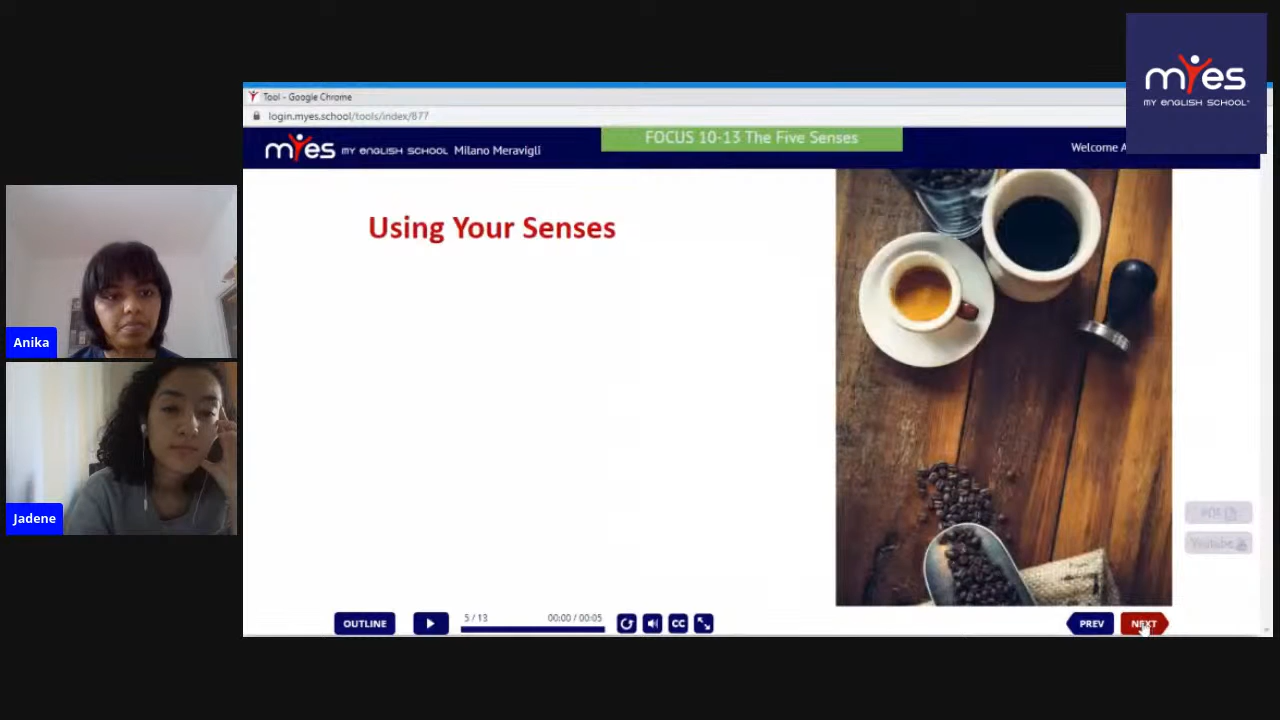 myes
MY ENGLISH SCHOOL
Tool - Google Chrome
login.myes.school/tools/index/877
myes MY ENGLISH SCHOOL Milano Meravigli
FOCUS 10-13 The Five Senses
Welcome A
Using Your Senses
Anika
Jadene
PDF
Youtube
OUTLINE
5 / 13
00:00 / 00:05
CC
PREV
NEXT